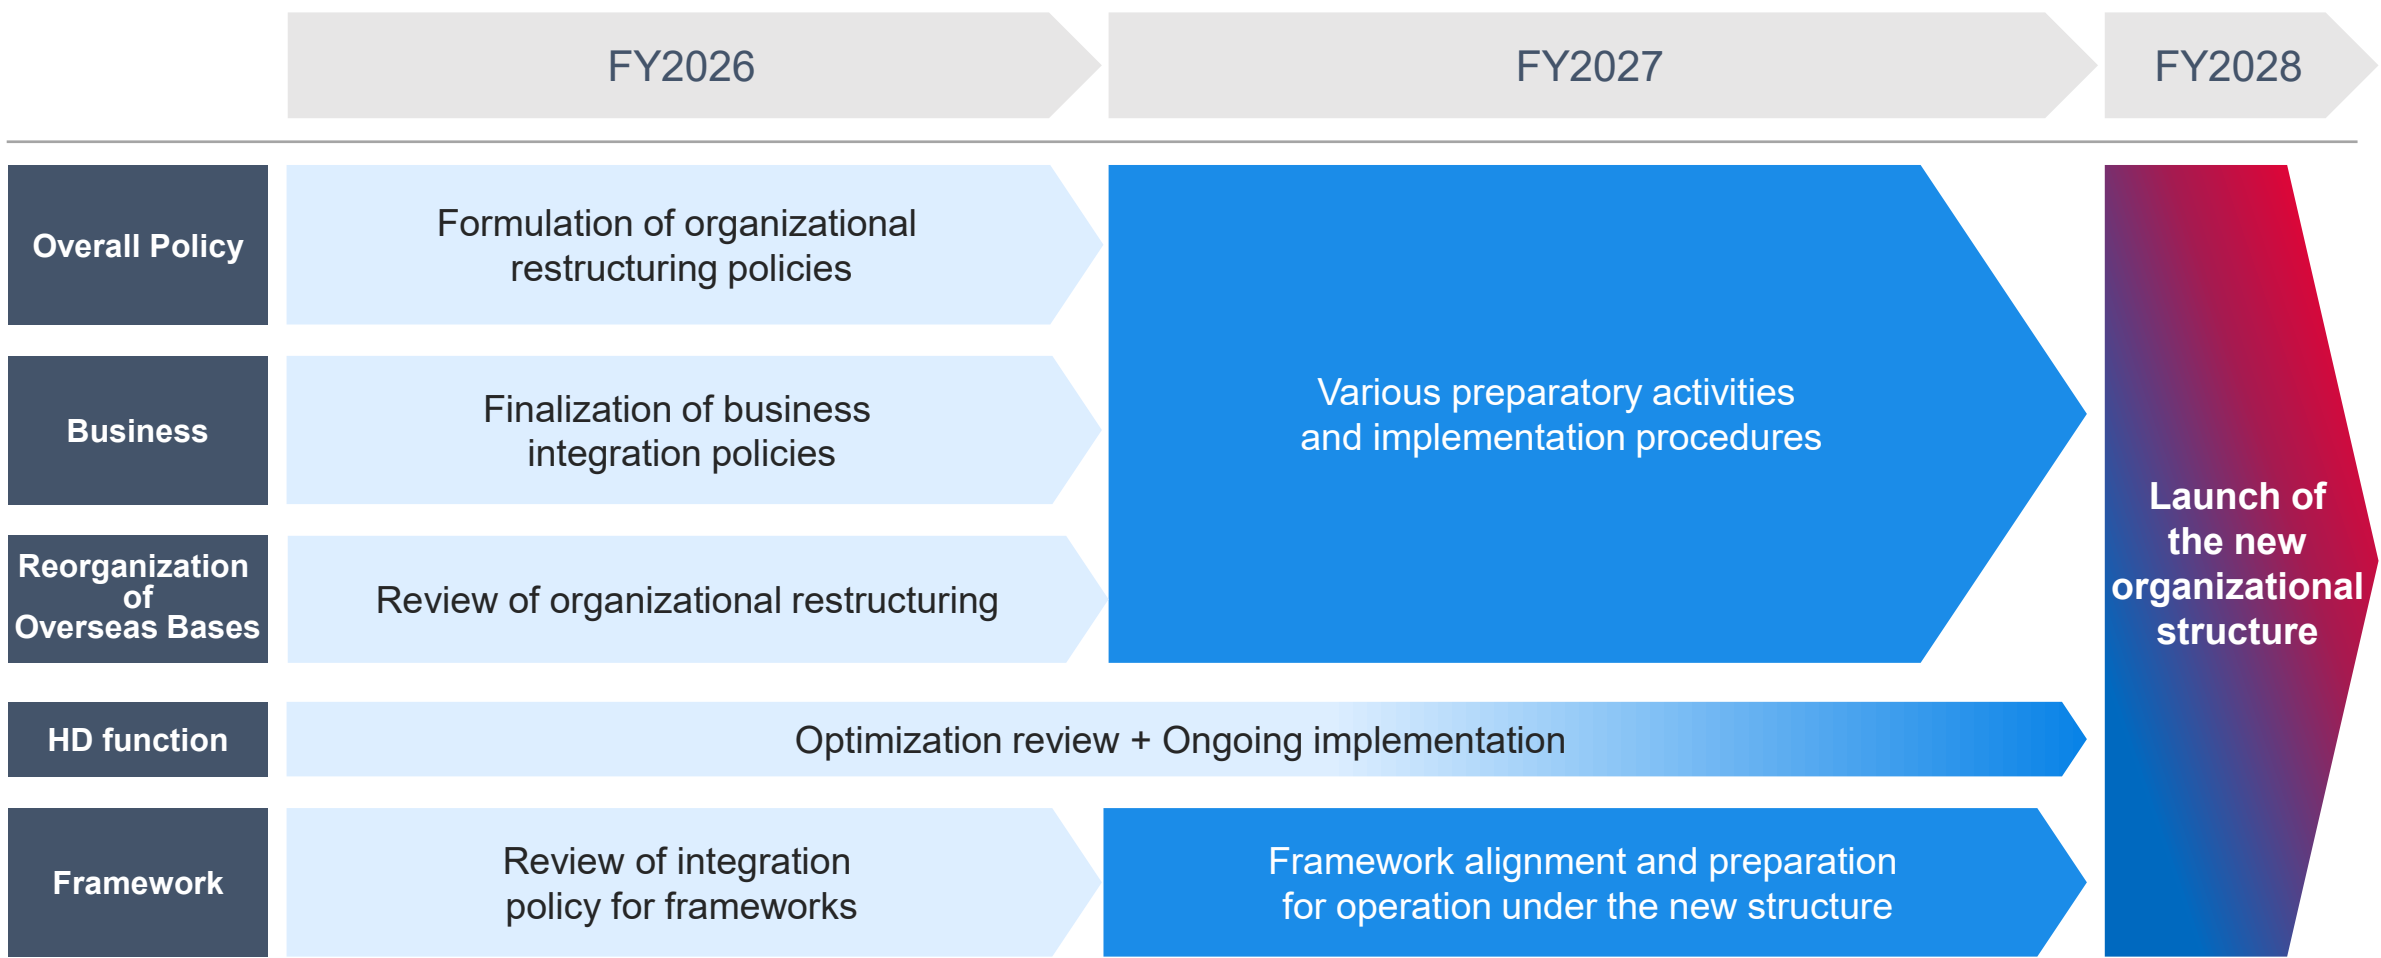 FY2026
FY2027
FY2028
Overall Policy
Formulation of organizational
restructuring policies
Business
Finalization of business
integration policies
Various preparatory activities
and implementation procedures
Reorganization
of
Overseas Bases
Review of organizational restructuring
HD function
Optimization review + Ongoing implementation
Framework
Review of integration
policy for frameworks
Framework alignment and preparation
for operation under the new structure
Launch of
the new
organizational
structure